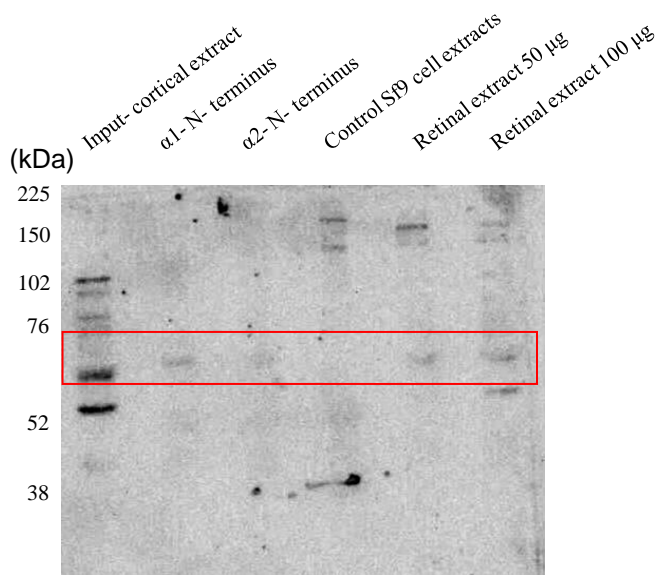 Input- cortical extract
α1- N- terminus
α2- N- terminus
Control Sf9 cell extracts
Retinal extract 50 μg
Retinal extract 100 μg
(kDa)
225
150
102
76
52
38